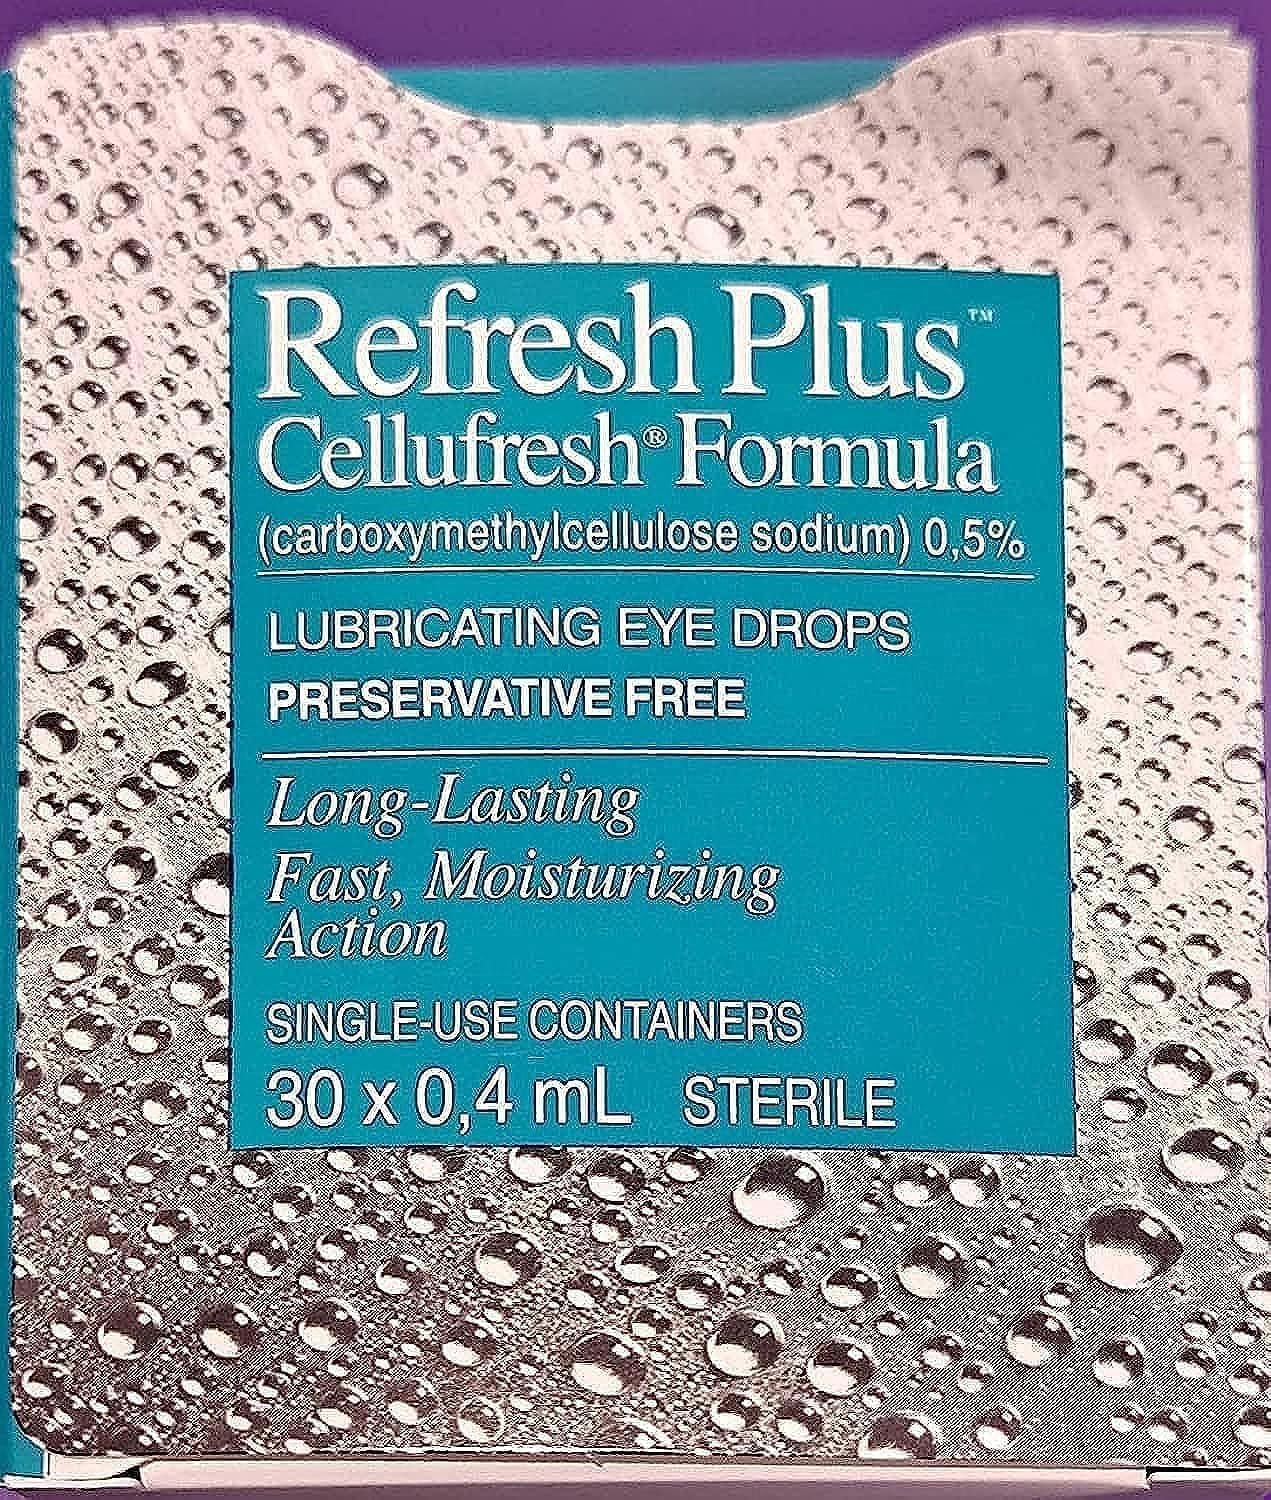 Refresh Plus™
Cellufresh® Formula
(carboxymethylcellulose sodium) 0,5%
LUBRICATING EYE DROPS
PRESERVATIVE FREE
Long-Lasting
Fast, Moisturizing
Action
SINGLE-USE CONTAINERS
30 x 0,4 mL STERILE